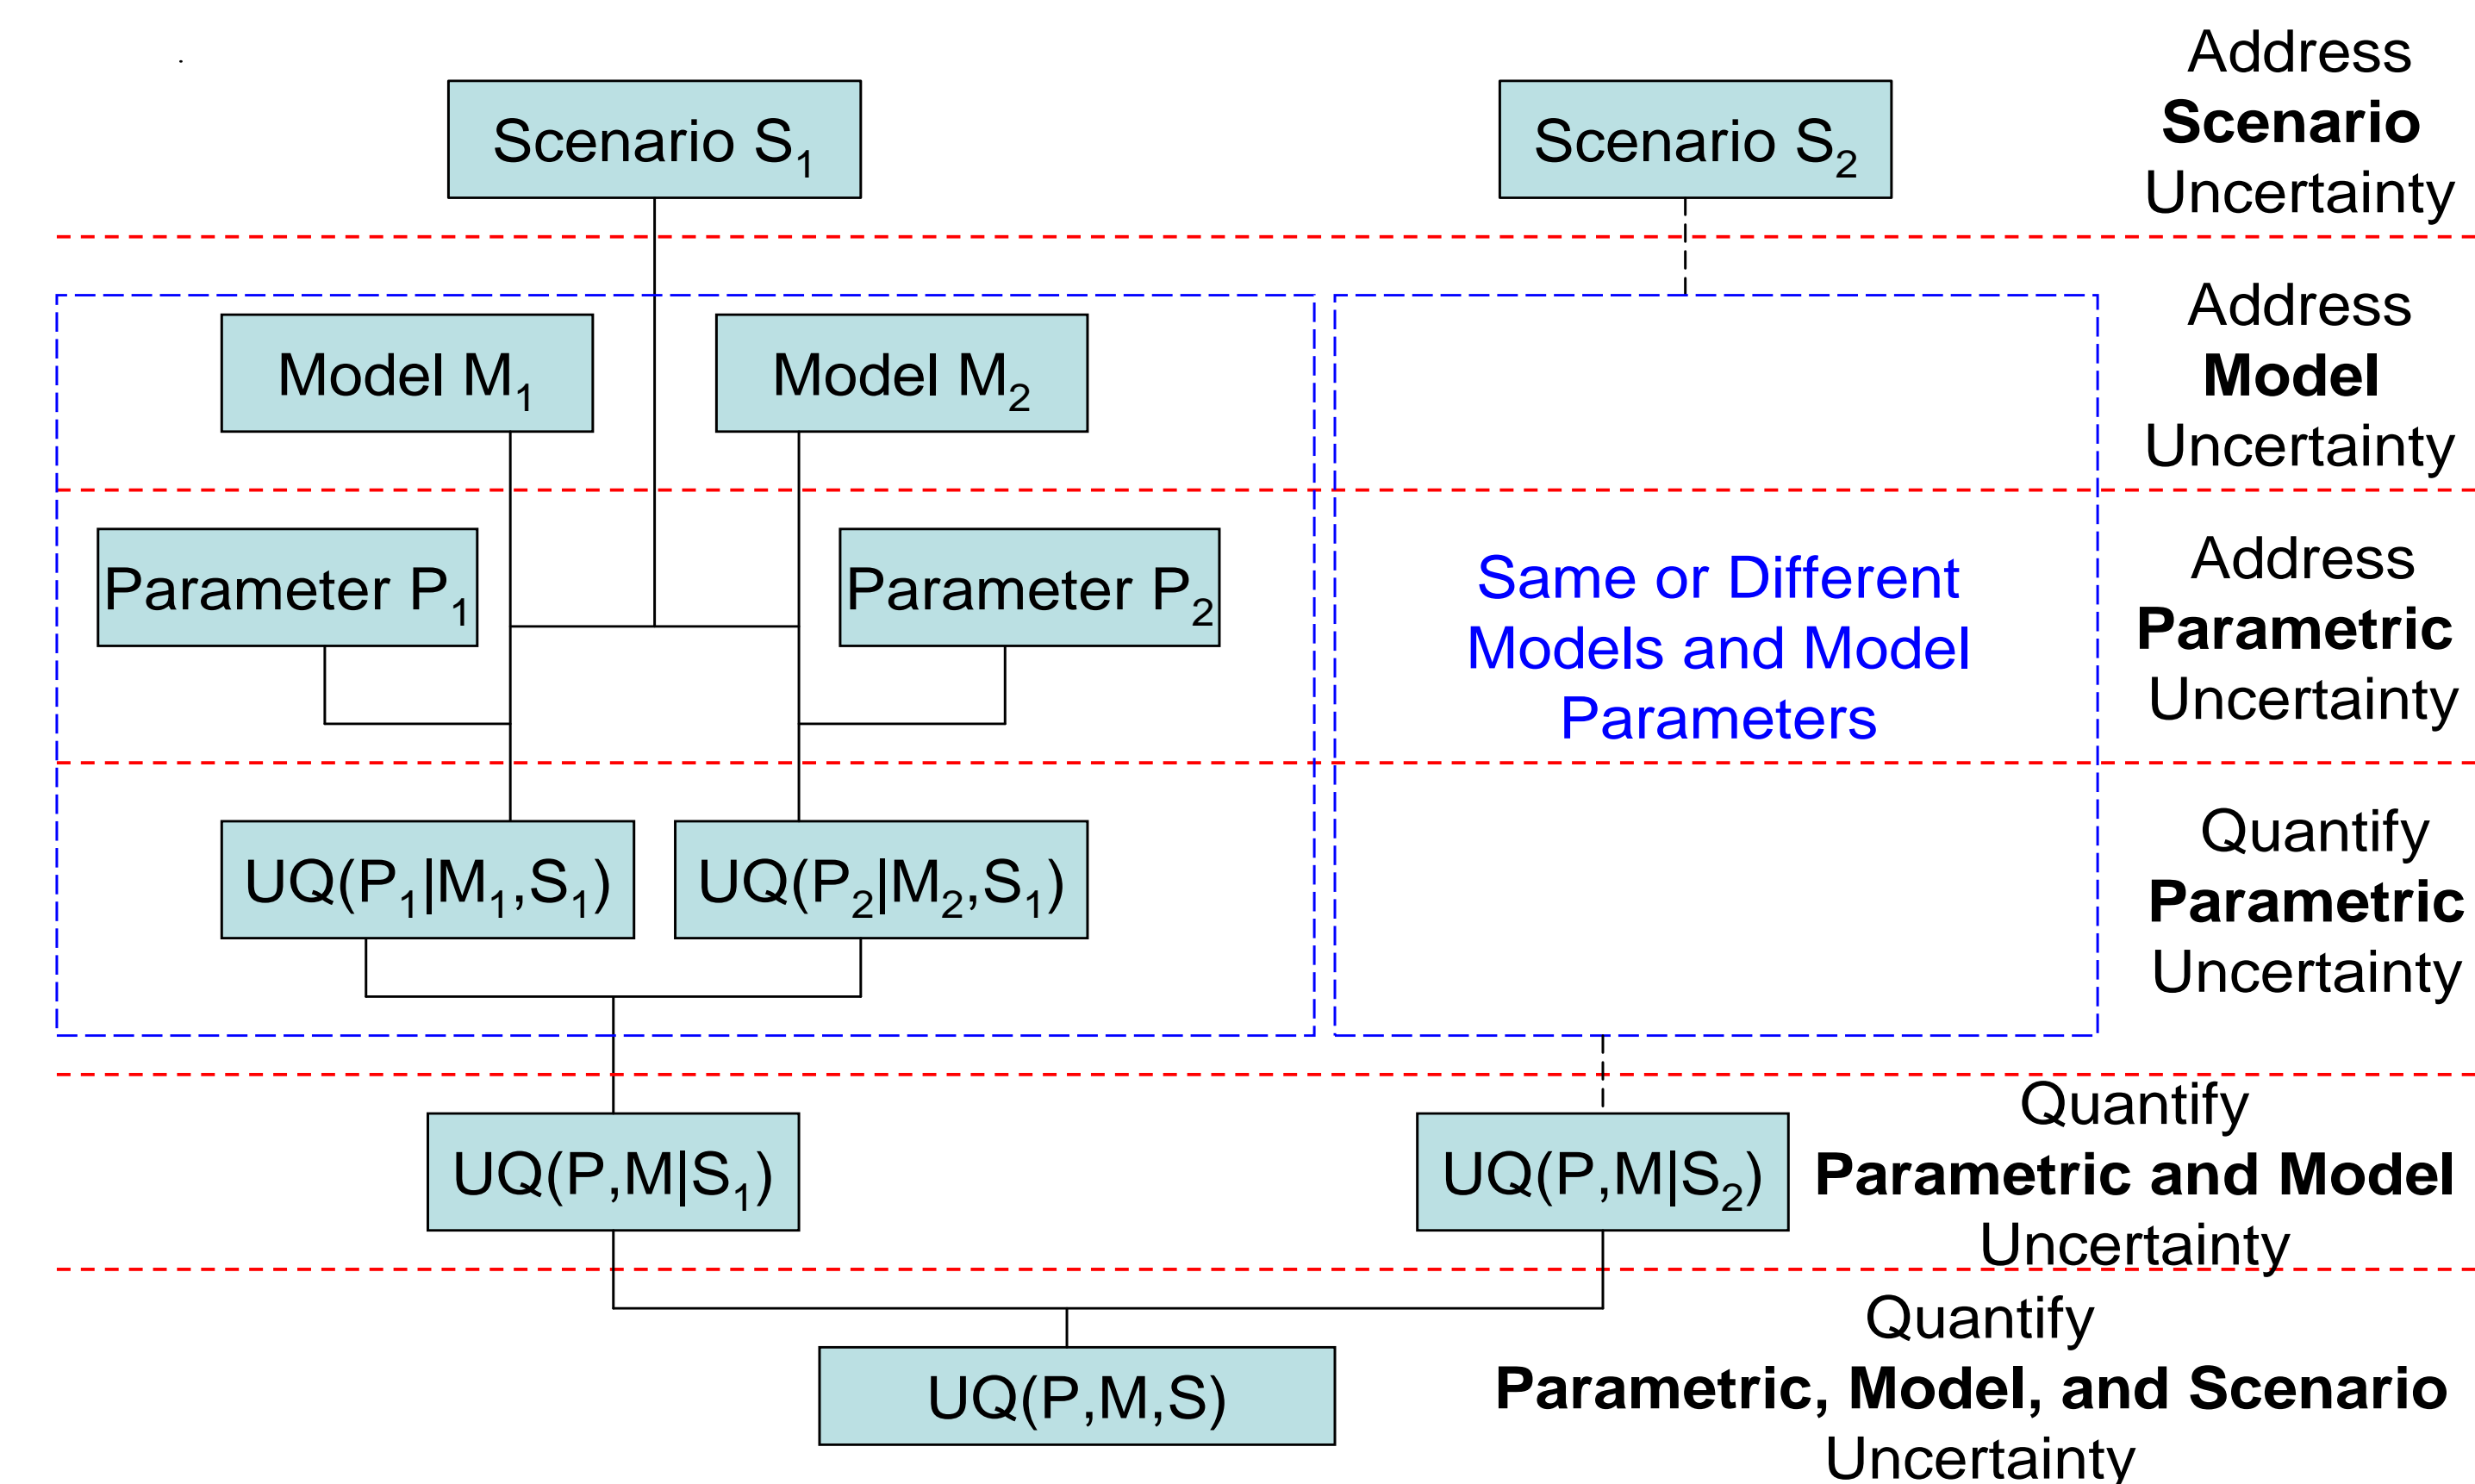 Scenario S₁
Scenario S₂
Address
Scenario
Uncertainty
Model M₁
Model M₂
Address
Model
Uncertainty
Parameter P₁
Parameter P₂
Same or Different
Models and Model
Parameters
Address
Parametric
Uncertainty
UQ(P₁|M₁,S₁)
UQ(P₂|M₂,S₁)
Quantify
Parametric
Uncertainty
UQ(P,M|S₁)
UQ(P,M|S₂)
Quantify
Parametric and Model
Uncertainty
UQ(P,M,S)
Quantify
Parametric, Model, and Scenario
Uncertainty